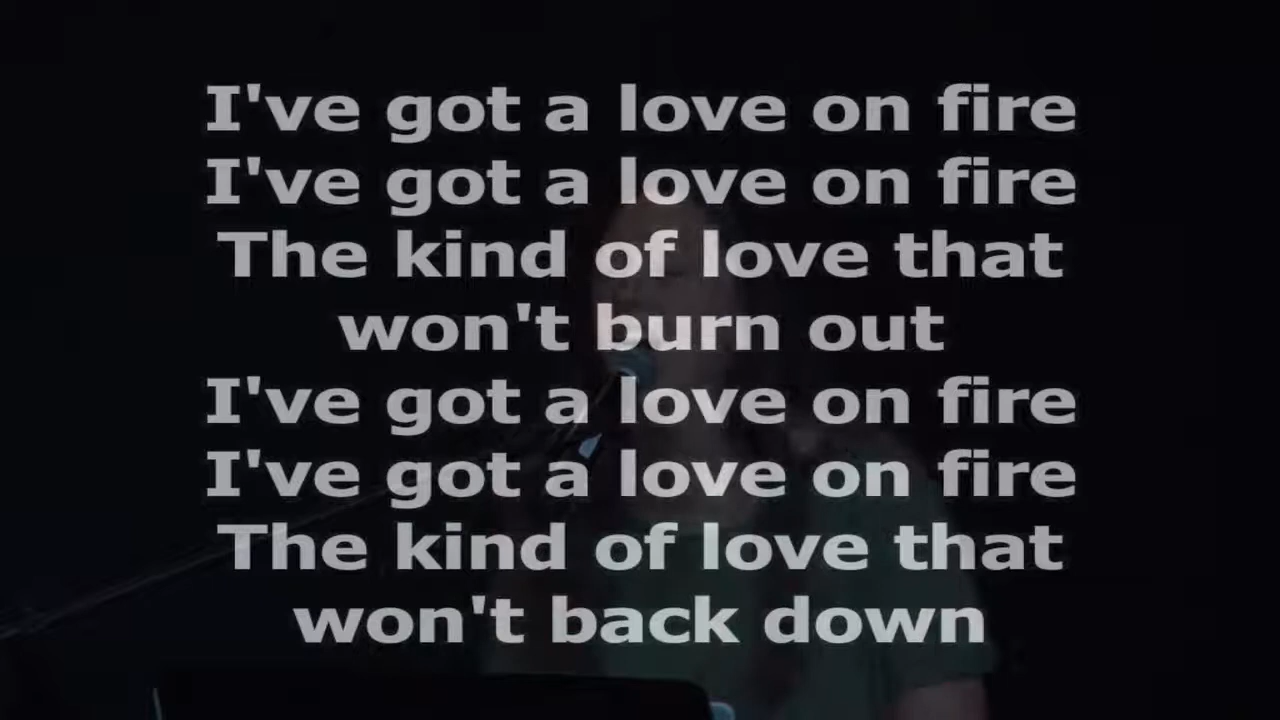 I've got a love on fire
I've got a love on fire
The kind of love that
won't burn out
I've got a love on fire
I've got a love on fire
The kind of love that
won't back down